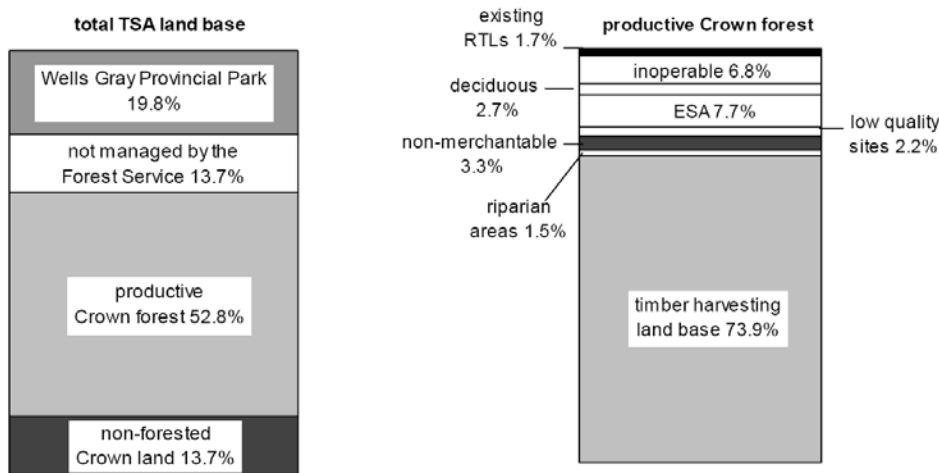 total TSA land base
Wells Gray Provincial Park
19.8%
not managed by the
Forest Service 13.7%
productive
Crown forest 52.8%
non-forested
Crown land 13.7%
productive Crown forest
existing
RTLs 1.7%
inoperable 6.8%
deciduous
2.7%
ESA 7.7%
low quality
sites 2.2%
non-merchantable
3.3%
riparian
areas 1.5%
timber harvesting
land base 73.9%